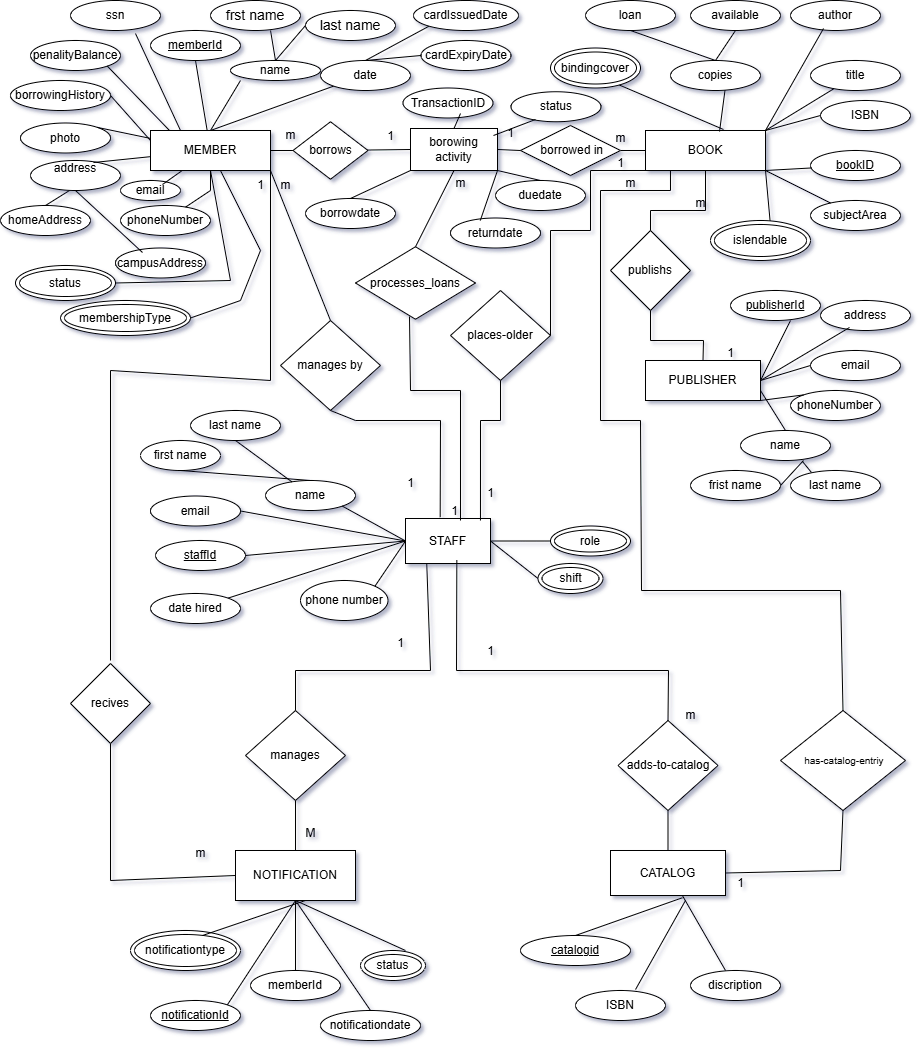 ssn
frst name
last name
cardIssuedDate
loan
available
author
penalityBalance
memberId
name
date
cardExpiryDate
bindingcover
copies
title
borrowingHistory
TransactionID
status
ISBN
photo
MEMBER
m
borrows
1
borowing
activity
1
borrowed in
m
BOOK
address
1
bookID
email
1
m
m
m
duedate
homeAddress
phoneNumber
borrowdate
m
subjectArea
returndate
islendable
campusAddress
status
processes_loans
publishs
membershipType
publisherId
address
places-older
manages by
1
email
PUBLISHER
phoneNumber
last name
name
first name
frist name
last name
1
1
name
email
1
STAFF
role
staffId
shift
date hired
phone number
1
1
recives
m
manages
adds-to-catalog
has-catalog-entriy
M
m
NOTIFICATION
CATALOG
1
notificationtype
status
catalogid
memberId
discription
notificationId
notificationdate
ISBN